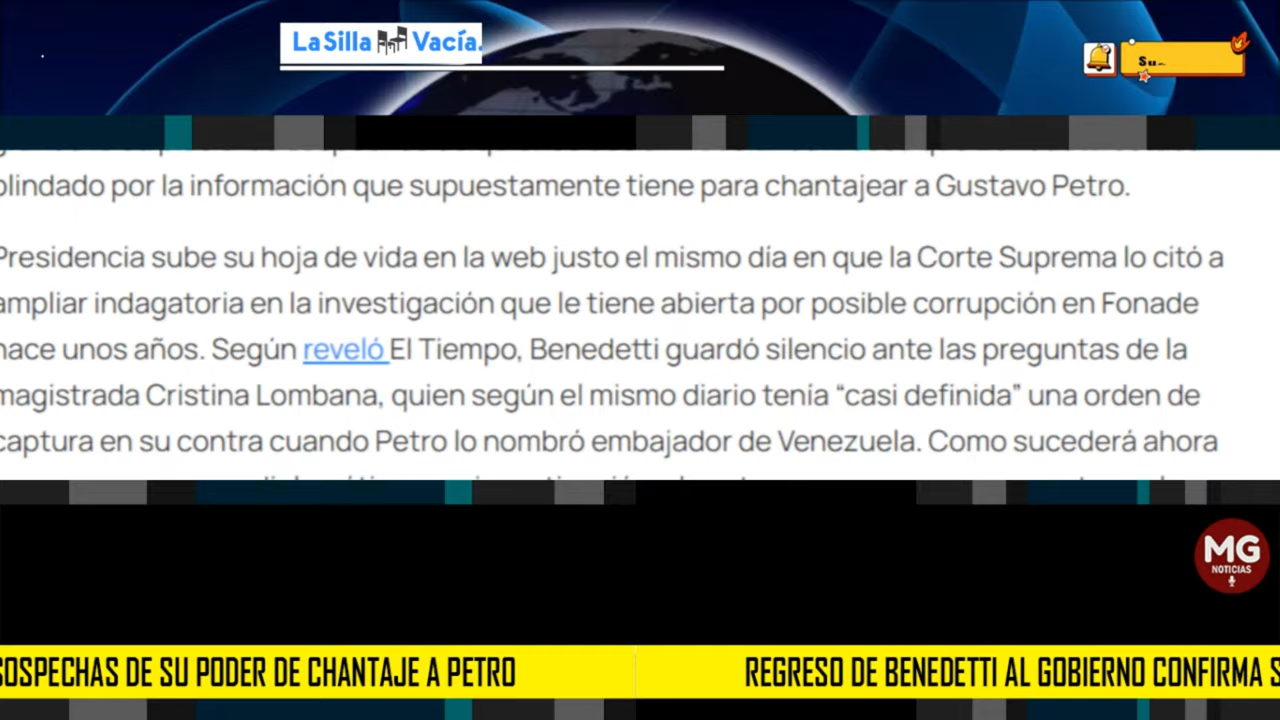 La Silla Vacía.
Su
blindado por la información que supuestamente tiene para chantajear a Gustavo Petro.
Presidencia sube su hoja de vida en la web justo el mismo día en que la Corte Suprema lo citó a
ampliar indagatoria en la investigación que le tiene abierta por posible corrupción en Fonade
hace unos años. Según reveló El Tiempo, Benedetti guardó silencio ante las preguntas de la
magistrada Cristina Lombana, quien según el mismo diario tenía “casi definida” una orden de
captura en su contra cuando Petro lo nombró embajador de Venezuela. Como sucederá ahora
MG
NOTICIAS
SOSPECHAS DE SU PODER DE CHANTAJE A PETRO REGRESO DE BENEDETTI AL GOBIERNO CONFIRMA S